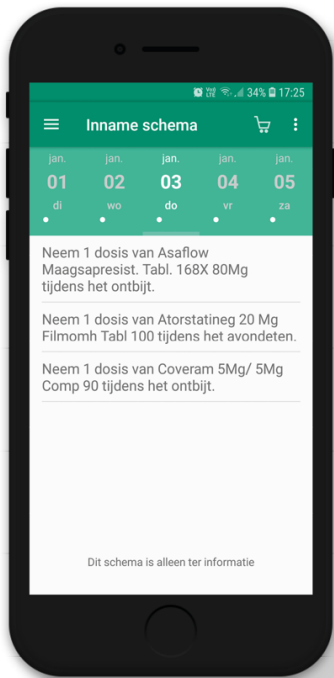 34% 17:25
Inname schema
jan. jan. jan. jan. jan.
01 02 03 04 05
di wo do vr za
Neem 1 dosis van Asaflow
Maagsapresist. Tabl. 168X 80Mg
tijdens het ontbijt.
Neem 1 dosis van Atorstatineg 20 Mg
Filmomh Tabl 100 tijdens het avondeten.
Neem 1 dosis van Coveram 5Mg/ 5Mg
Comp 90 tijdens het ontbijt.
Dit schema is alleen ter informatie